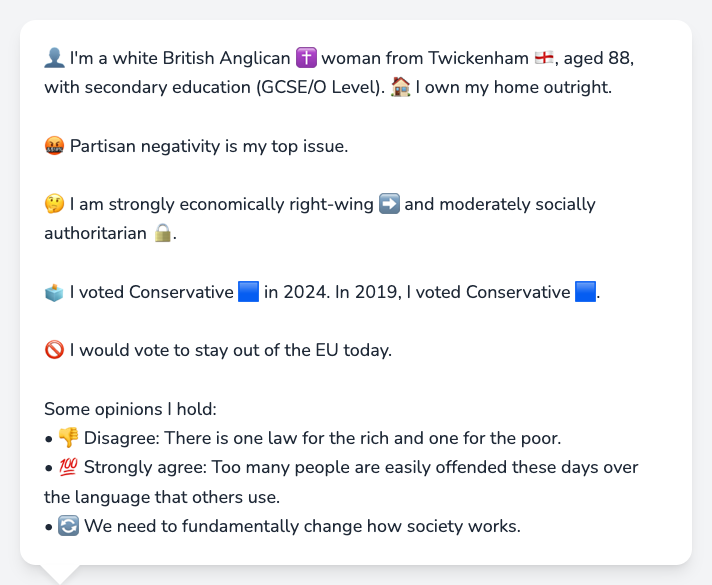 👤 I'm a white British Anglican ✝️ woman from Twickenham 🏴󠁧󠁢󠁥󠁮󠁧󠁿, aged 88,
with secondary education (GCSE/O Level). 🏠 I own my home outright.
🤬 Partisan negativity is my top issue.
🤔 I am strongly economically right-wing ➡️ and moderately socially
authoritarian 🔒.
🗳️ I voted Conservative 🟦 in 2024. In 2019, I voted Conservative 🟦.
🚫 I would vote to stay out of the EU today.
Some opinions I hold:
• 👎 Disagree: There is one law for the rich and one for the poor.
• 💯 Strongly agree: Too many people are easily offended these days over
the language that others use.
• 🔄 We need to fundamentally change how society works.